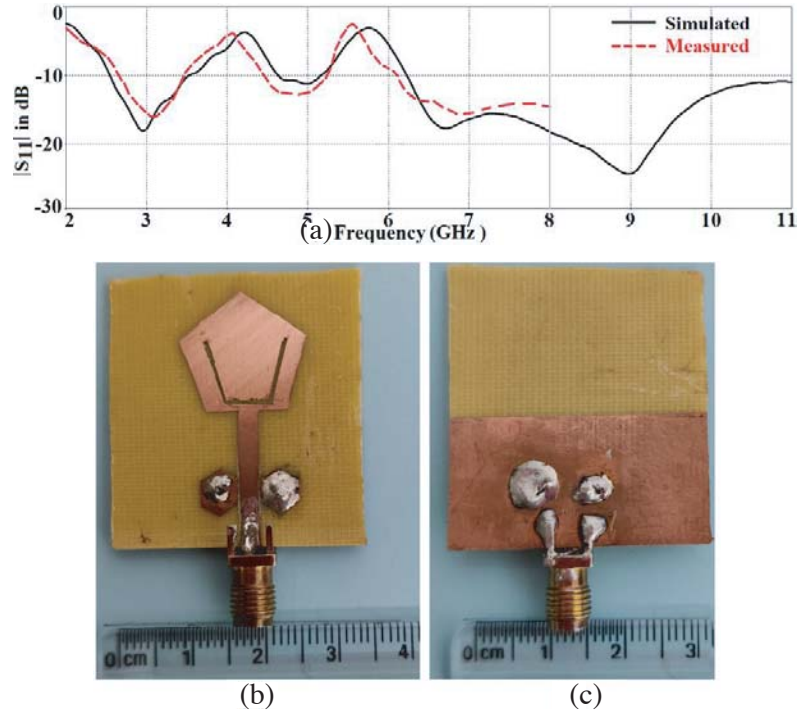 0
-10
-20
-30
|S11| in dB
Simulated
Measured
2 3 4 5 6 7 8 9 10 11
(a) Frequency (GHz )
0 cm 1 2 3 4
0 cm 1 2 3
(b) (c)